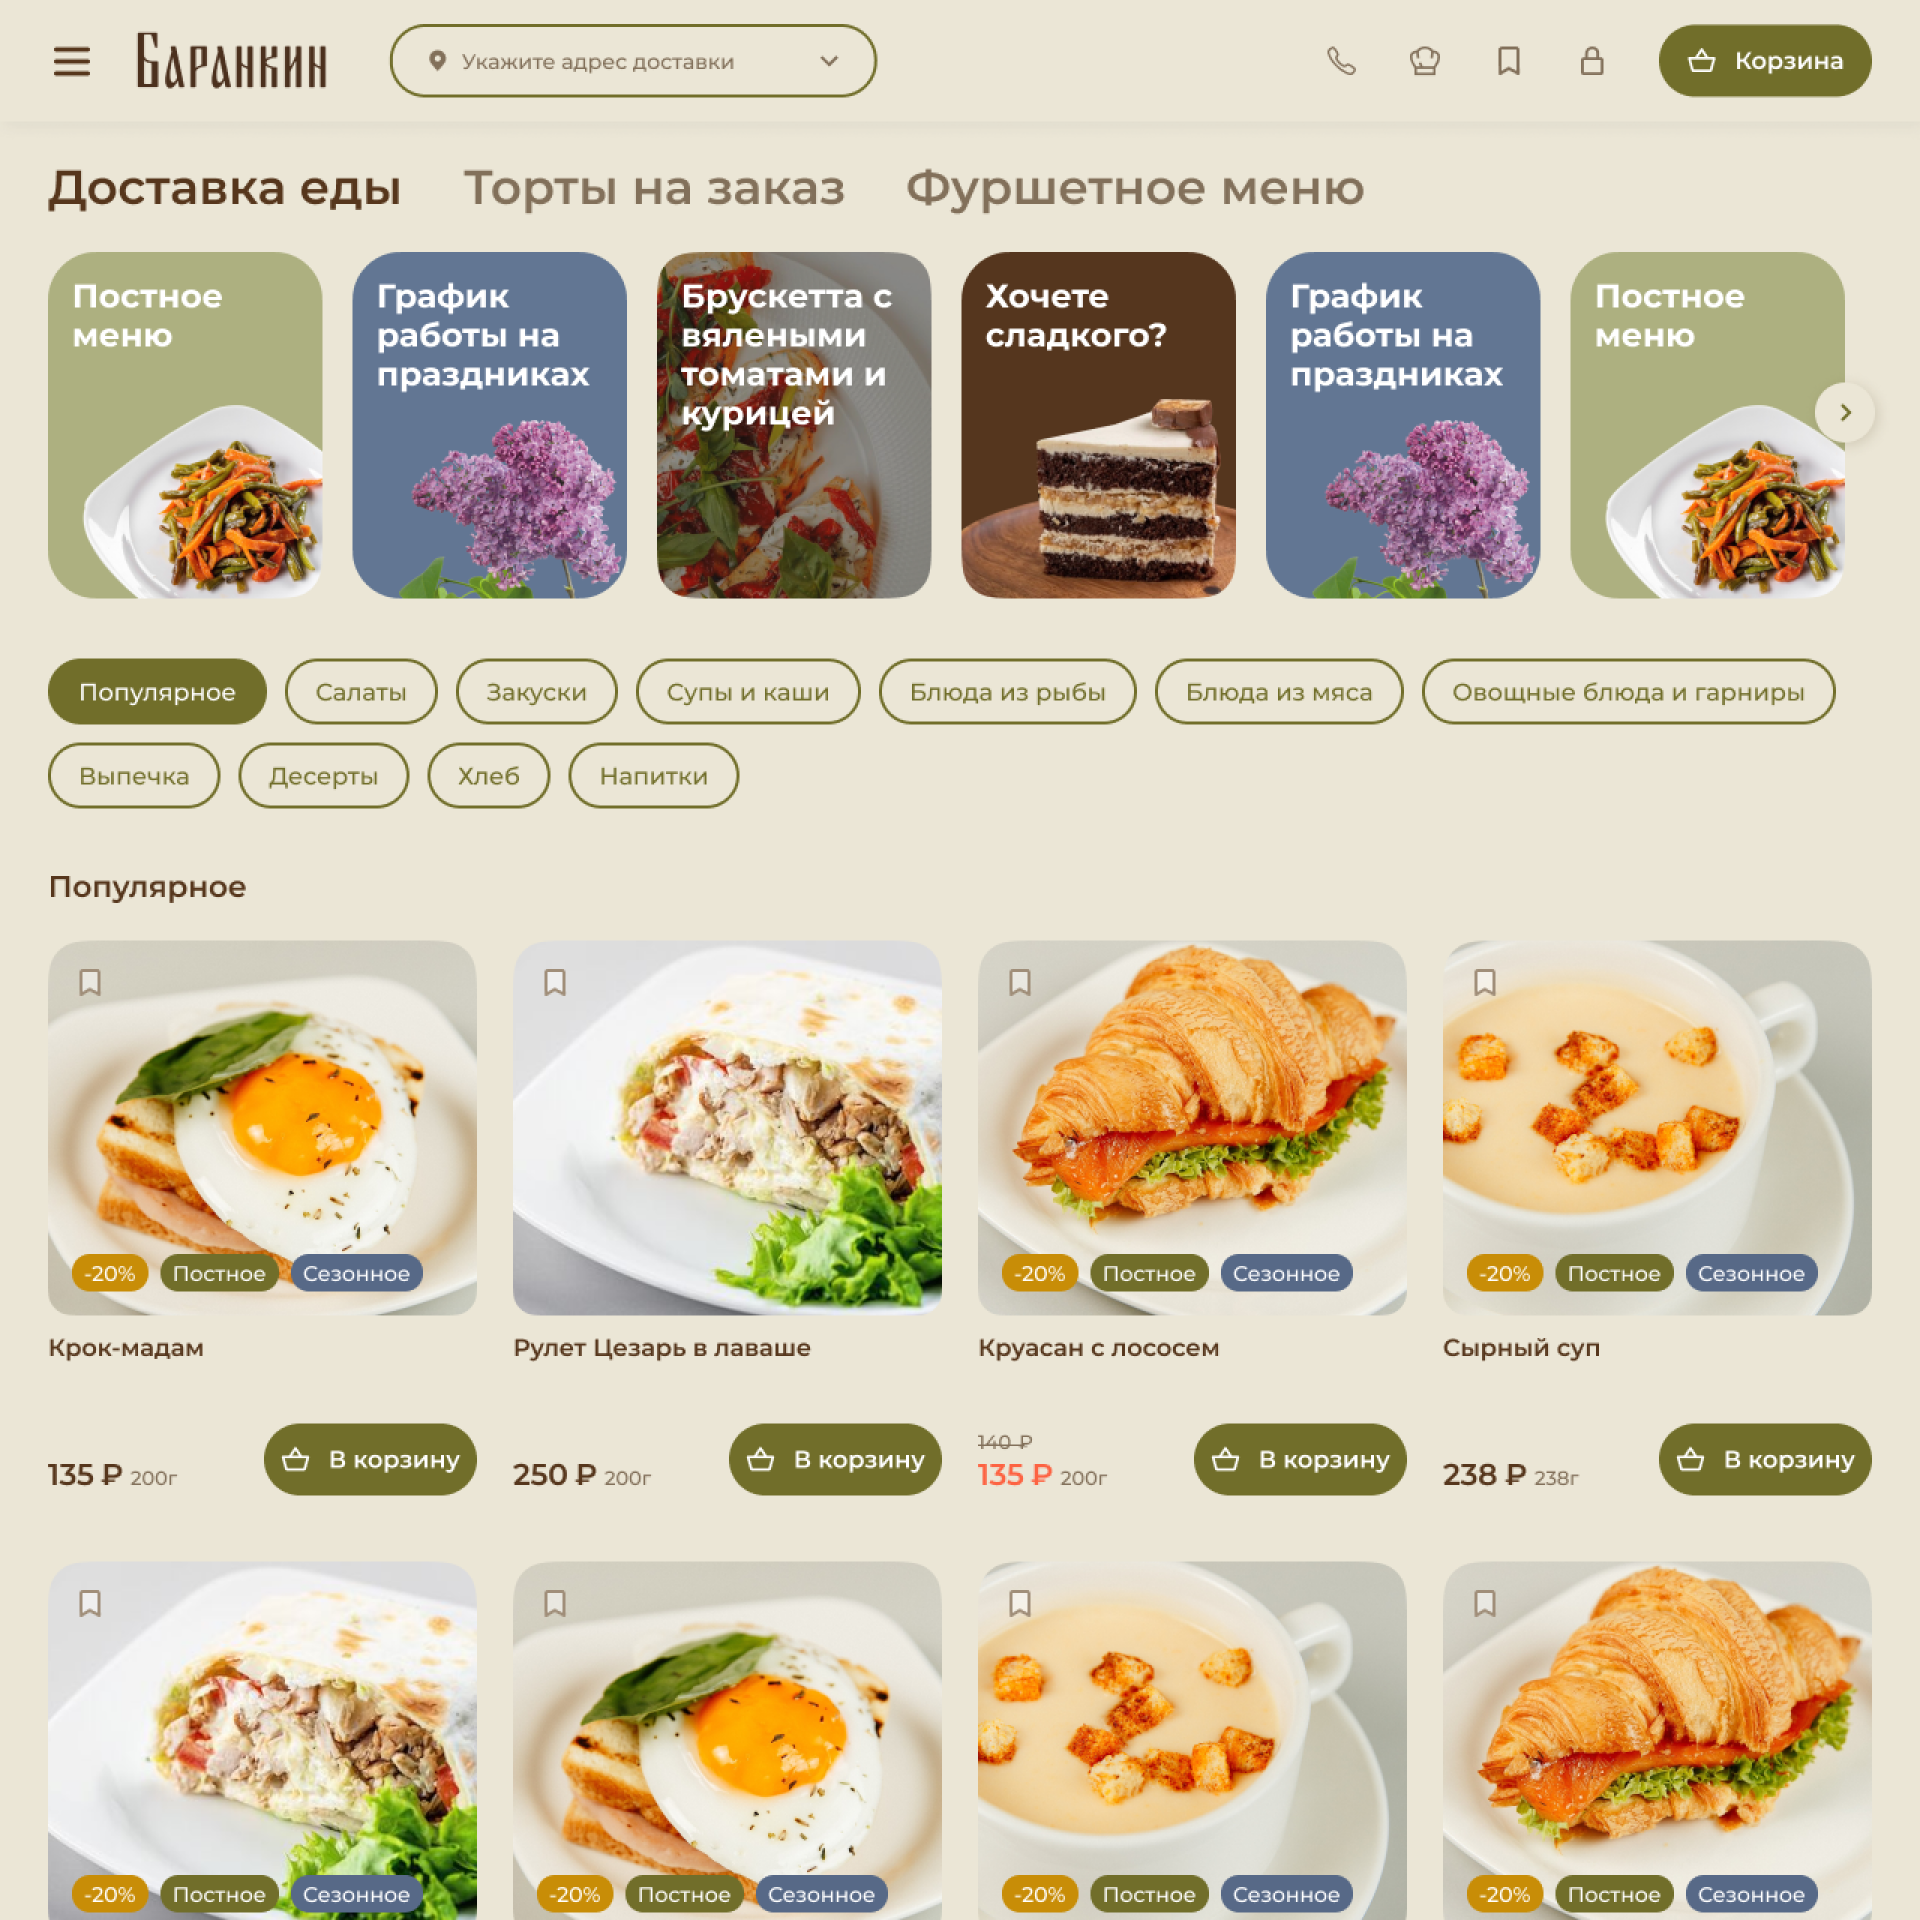 Баранкин
Укажите адрес доставки
Корзина
Доставка еды
Торты на заказ
Фуршетное меню
Постное
меню
График
работы на
праздниках
Брускетта с
вялеными
томатами и
курицей
Хочете
сладкого?
График
работы на
праздниках
Постное
меню
Популярное
Салаты
Закуски
Супы и каши
Блюда из рыбы
Блюда из мяса
Овощные блюда и гарниры
Выпечка
Десерты
Хлеб
Напитки
Популярное
-20% Постное Сезонное
-20% Постное Сезонное
-20% Постное Сезонное
Крок-мадам
Рулет Цезарь в лаваше
Круасан с лососем
Сырный суп
135 ₽ 200г
В корзину
250 ₽ 200г
В корзину
140 ₽
135 ₽ 200г
В корзину
238 ₽ 238г
В корзину
-20% Постное Сезонное
-20% Постное Сезонное
-20% Постное Сезонное
-20% Постное Сезонное